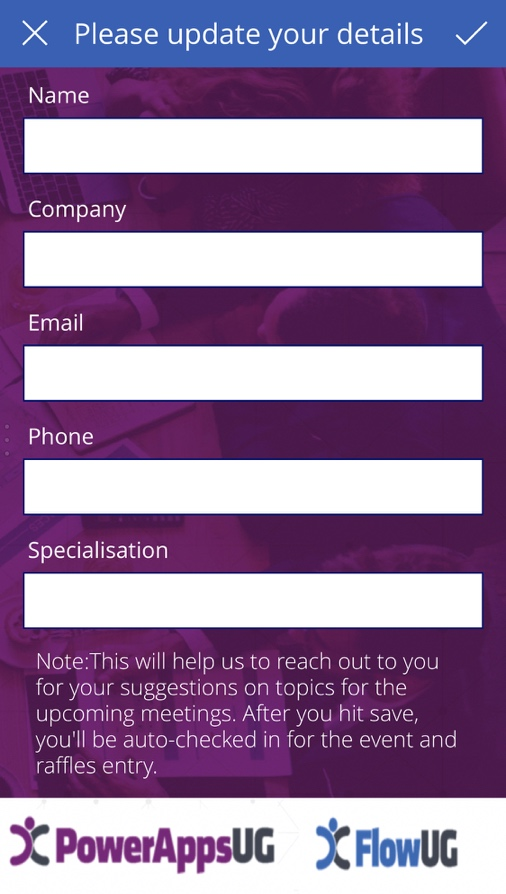 Please update your details
Name
Company
Email
Phone
Specialisation
Note:This will help us to reach out to you
for your suggestions on topics for the
upcoming meetings. After you hit save,
you'll be auto-checked in for the event and
raffles entry.
PowerAppsUG FlowUG